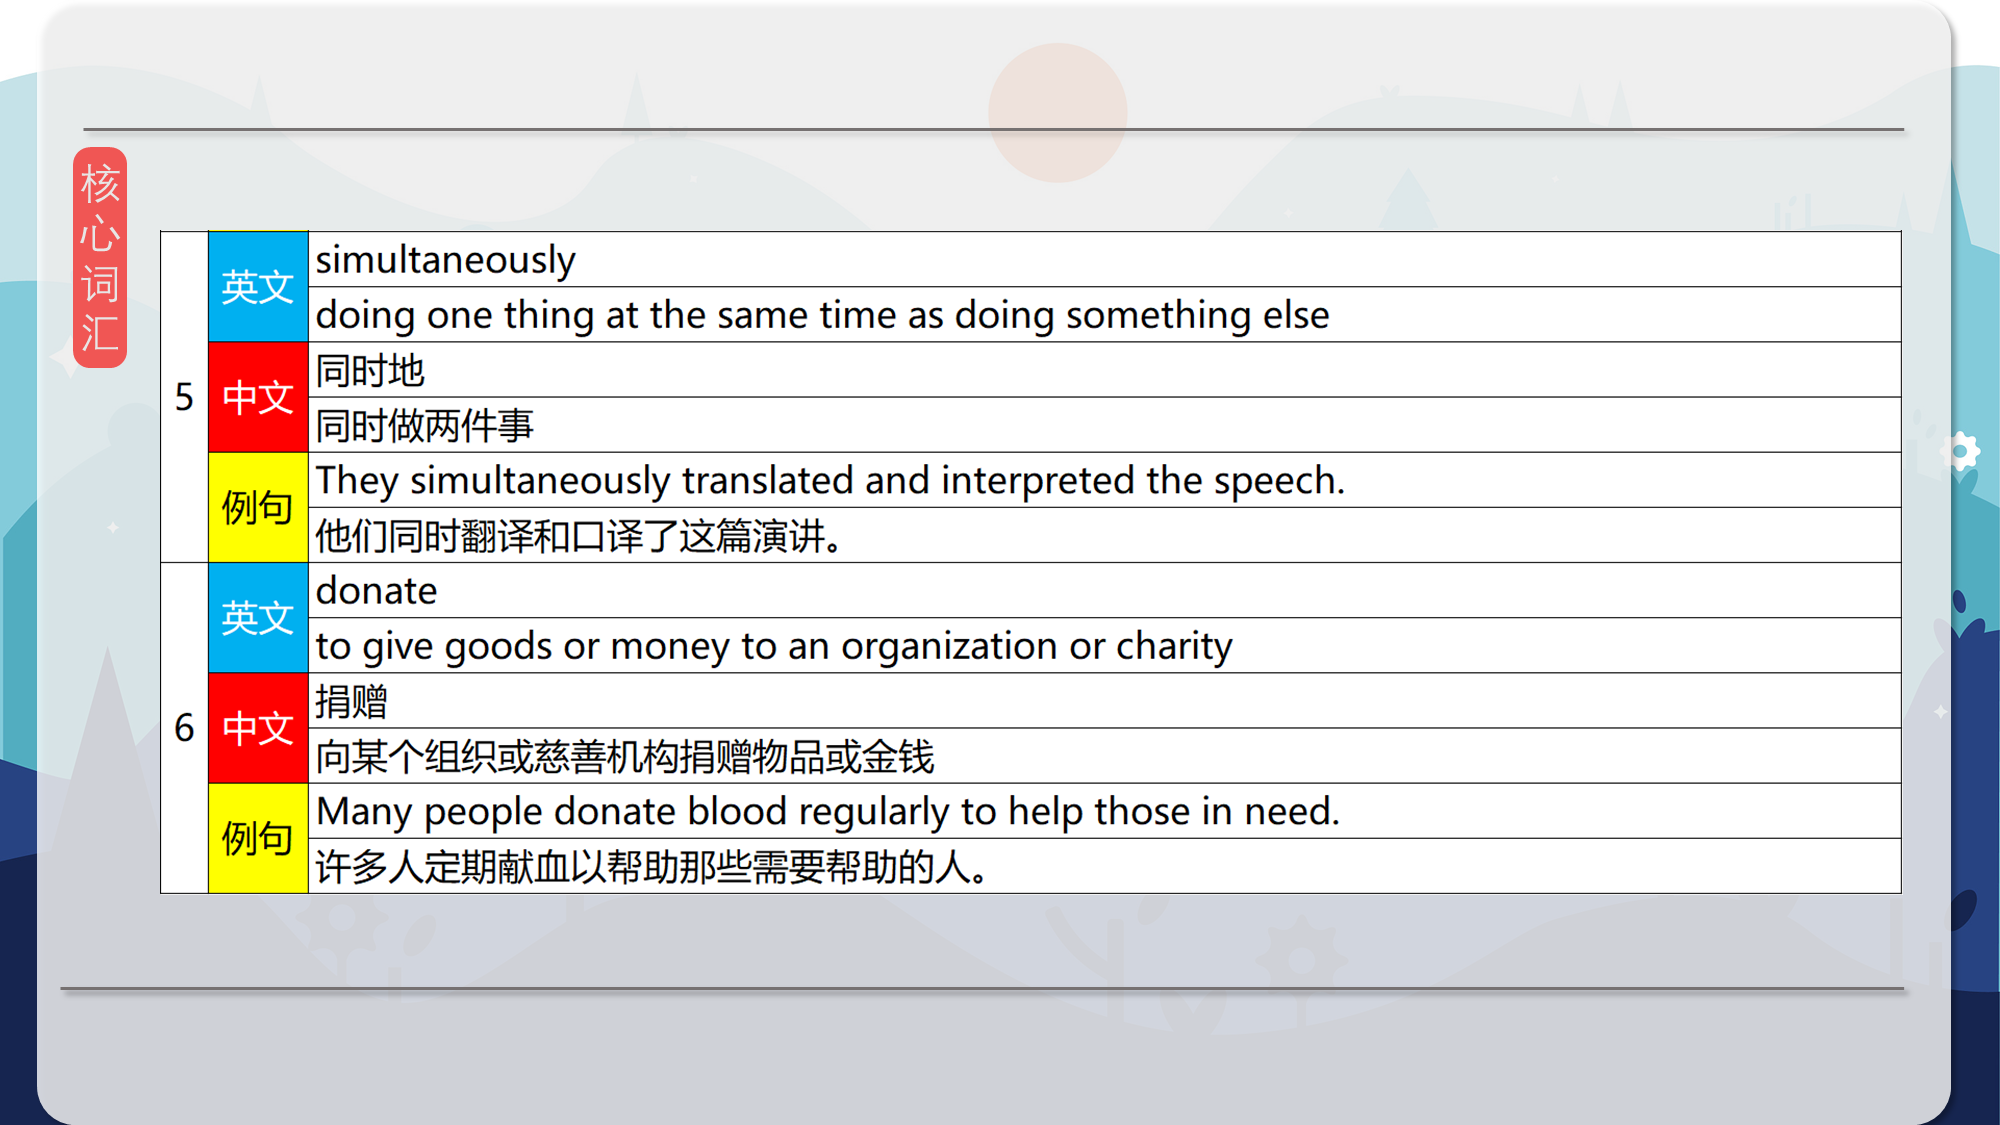 核心词汇
5
英文
simultaneously
doing one thing at the same time as doing something else
中文
同时地
同时做两件事
例句
They simultaneously translated and interpreted the speech.
他们同时翻译和口译了这篇演讲。
6
英文
donate
to give goods or money to an organization or charity
中文
捐赠
向某个组织或慈善机构捐赠物品或金钱
例句
Many people donate blood regularly to help those in need.
许多人定期献血以帮助那些需要帮助的人。